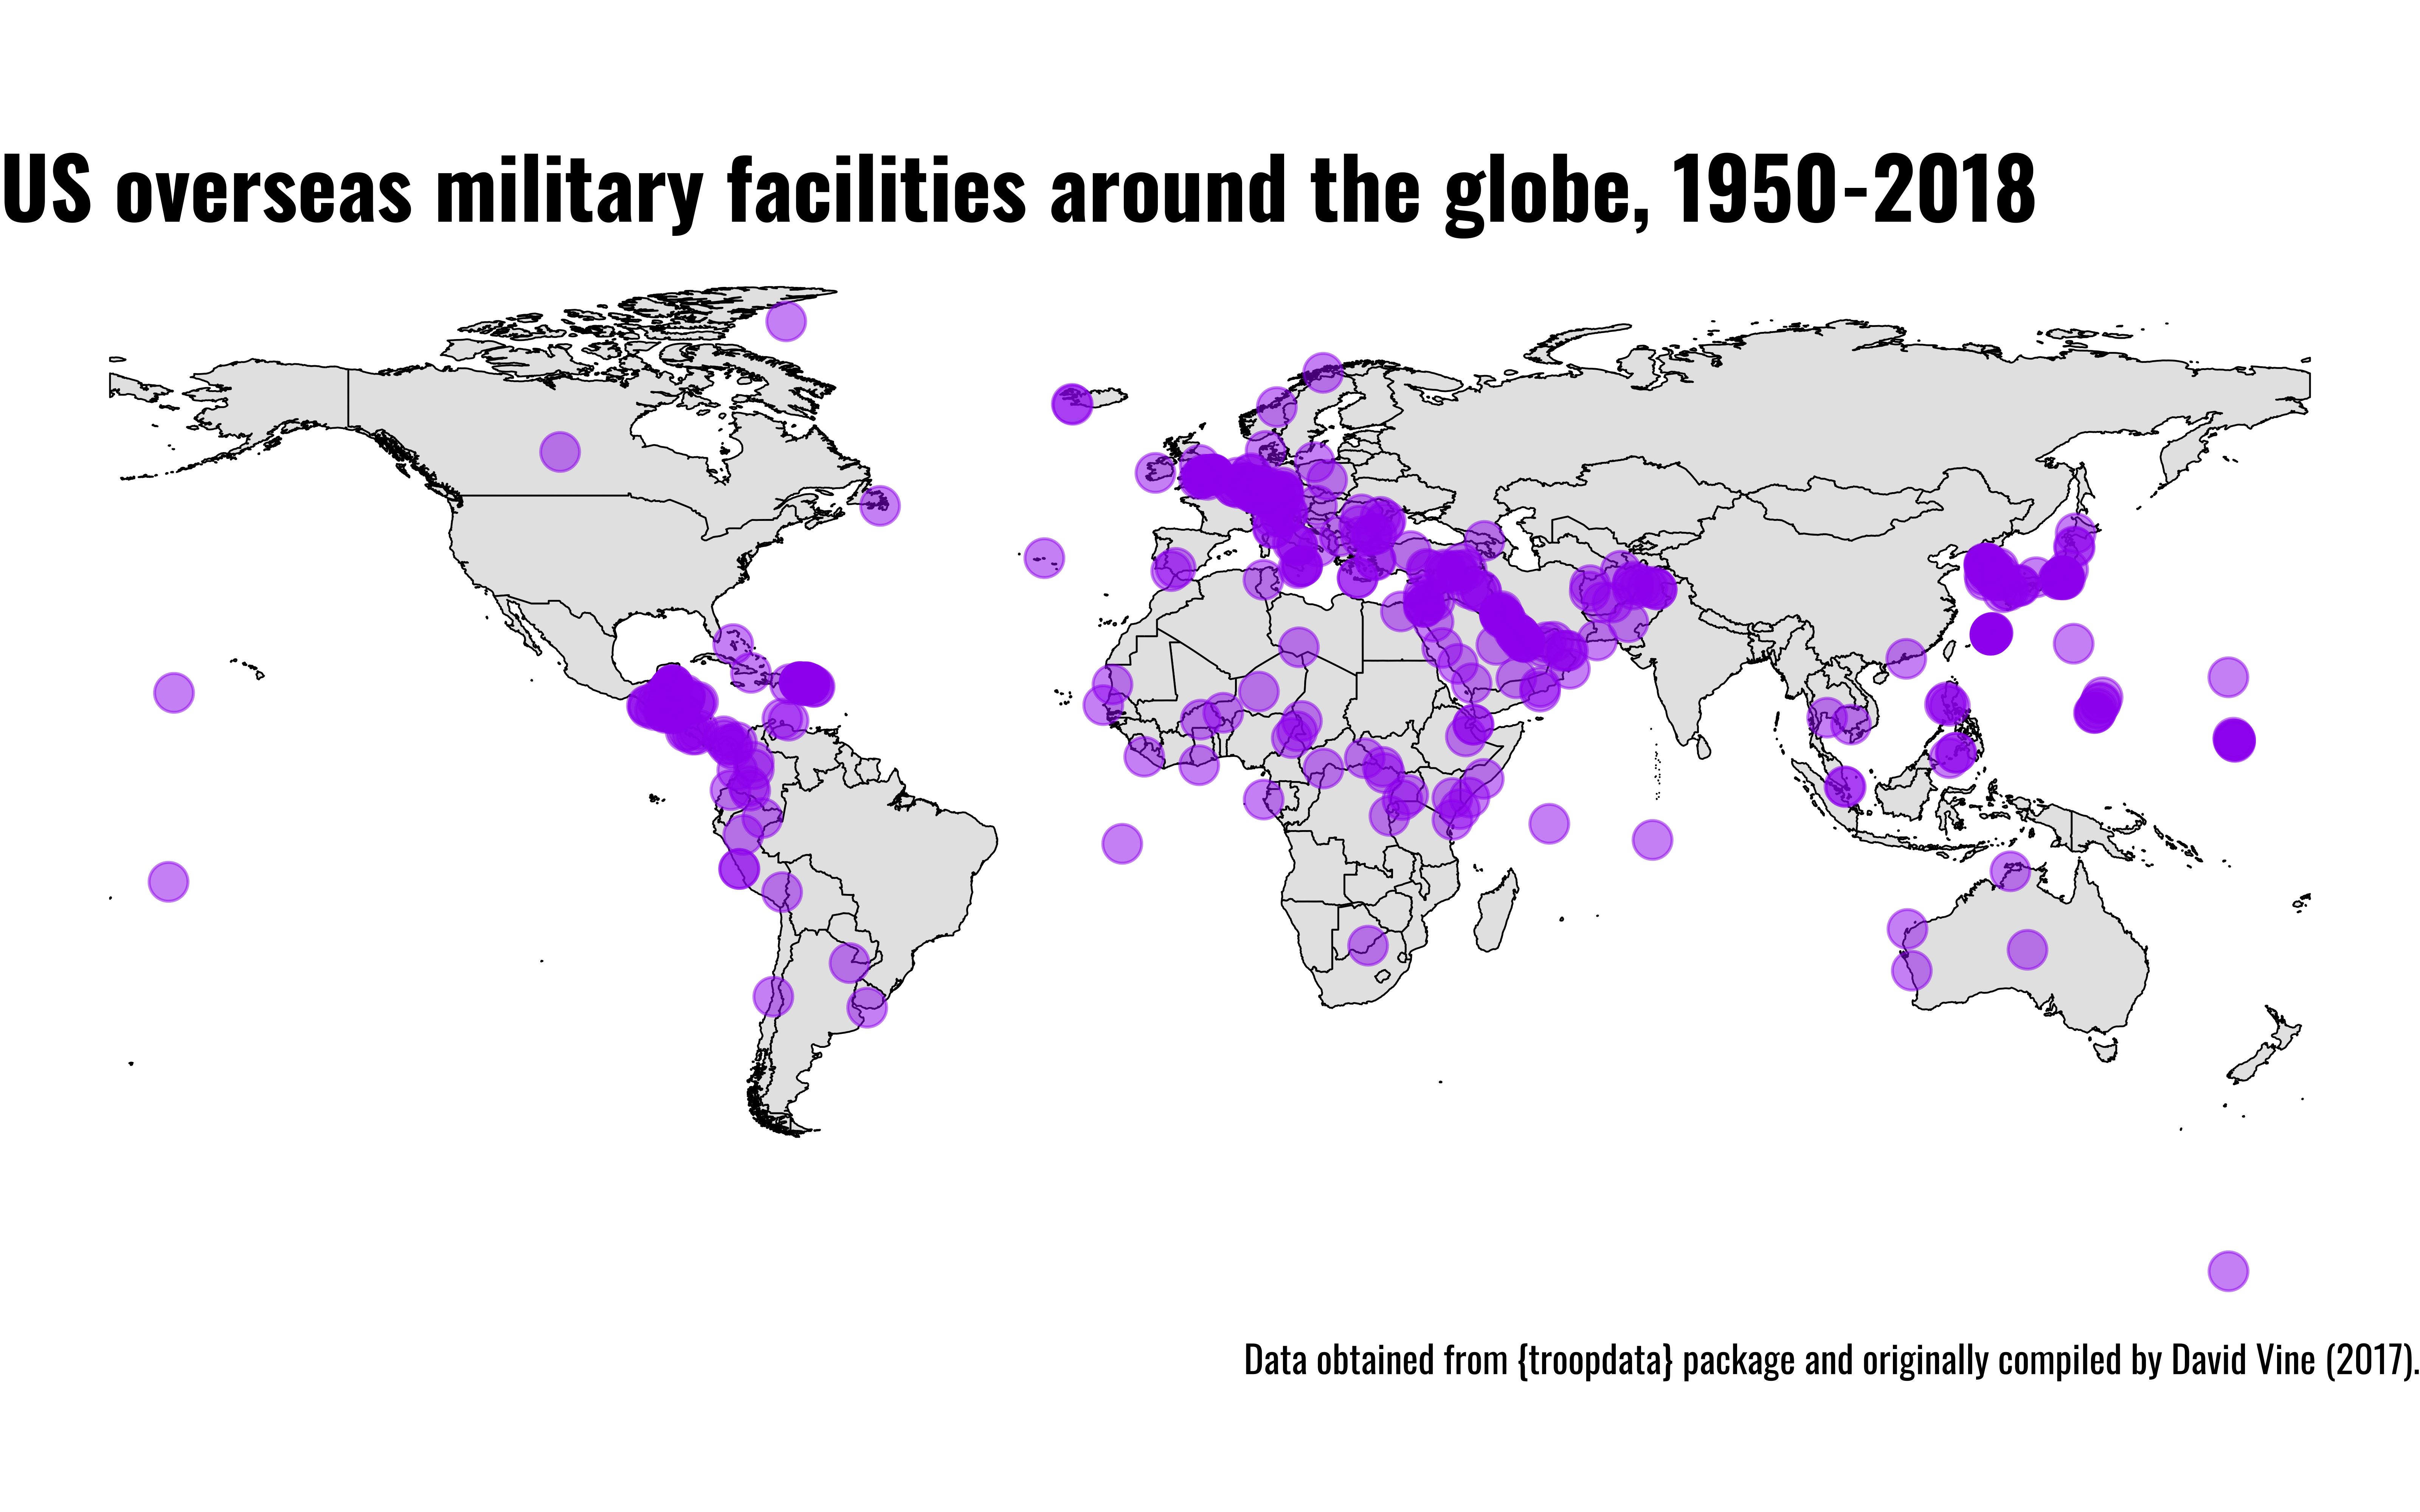 US overseas military facilities around the globe, 1950-2018
Data obtained from {troopdata} package and originally compiled by David Vine (2017).